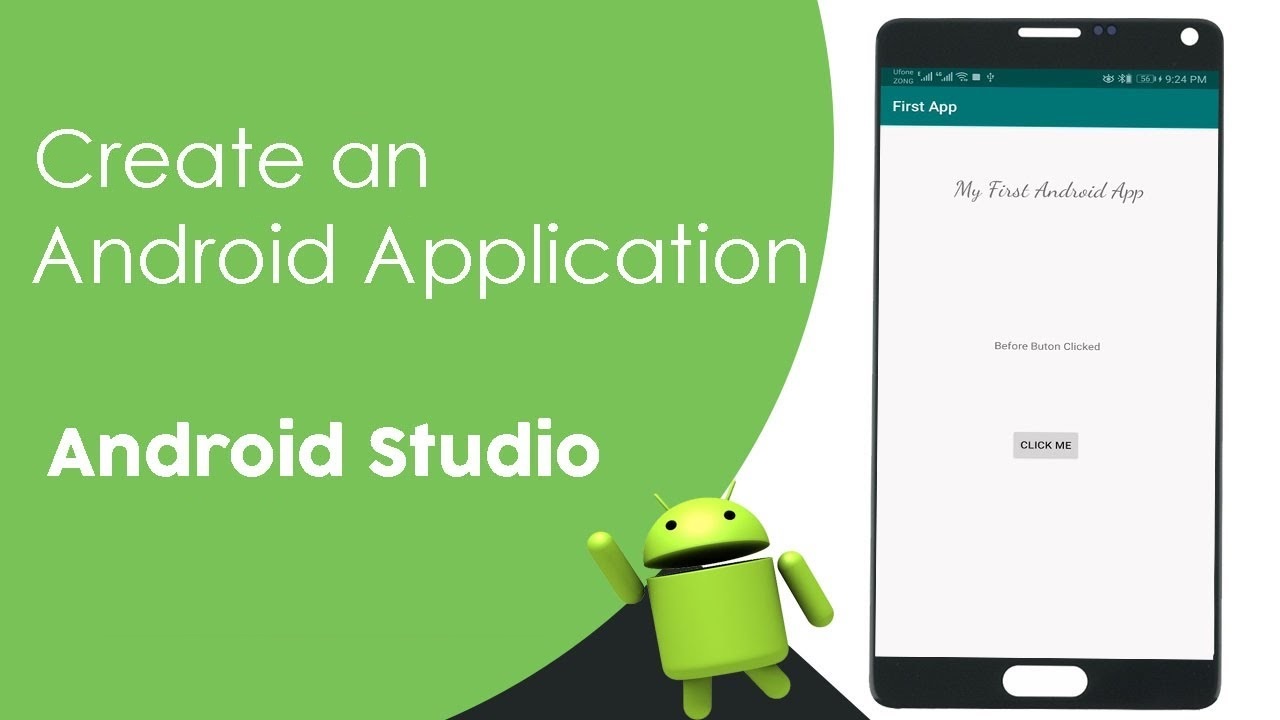 Create an
Android Application
Android Studio
Ufone
ZONG
56
9:24 PM
First App
My First Android App
Before Buton Clicked
CLICK ME